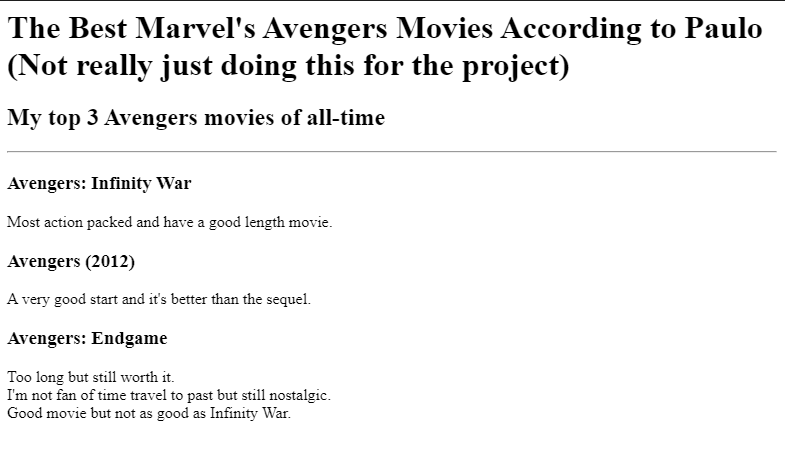 The Best Marvel's Avengers Movies According to Paulo
(Not really just doing this for the project)
My top 3 Avengers movies of all-time
Avengers: Infinity War
Most action packed and have a good length movie.
Avengers (2012)
A very good start and it's better than the sequel.
Avengers: Endgame
Too long but still worth it.
I'm not fan of time travel to past but still nostalgic.
Good movie but not as good as Infinity War.